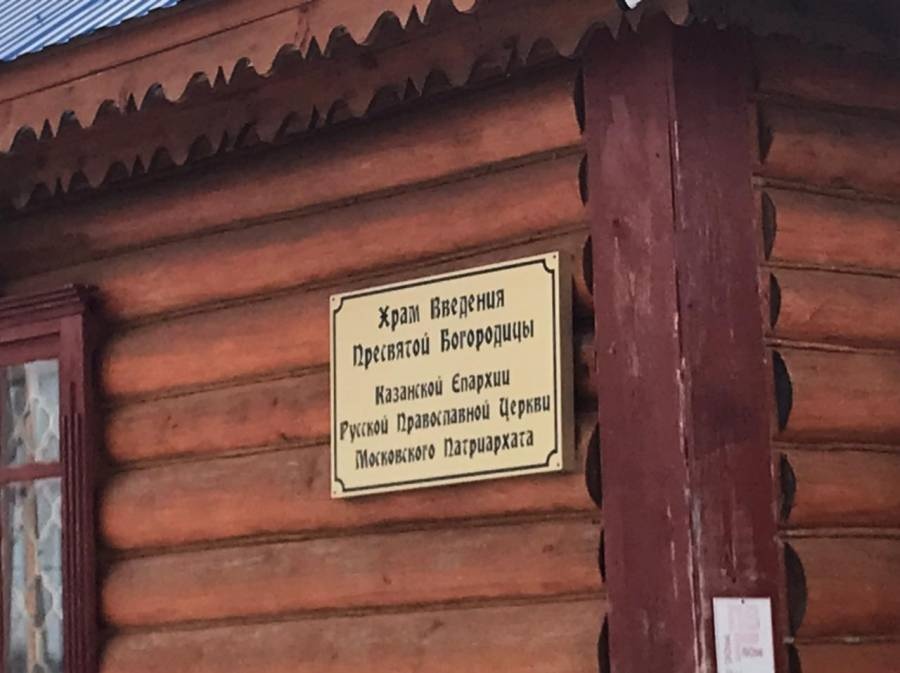 Храм Введения
Пресвятой Богородицы
Казанской Епархии
Русской Православной Церкви
Московского Патриархата